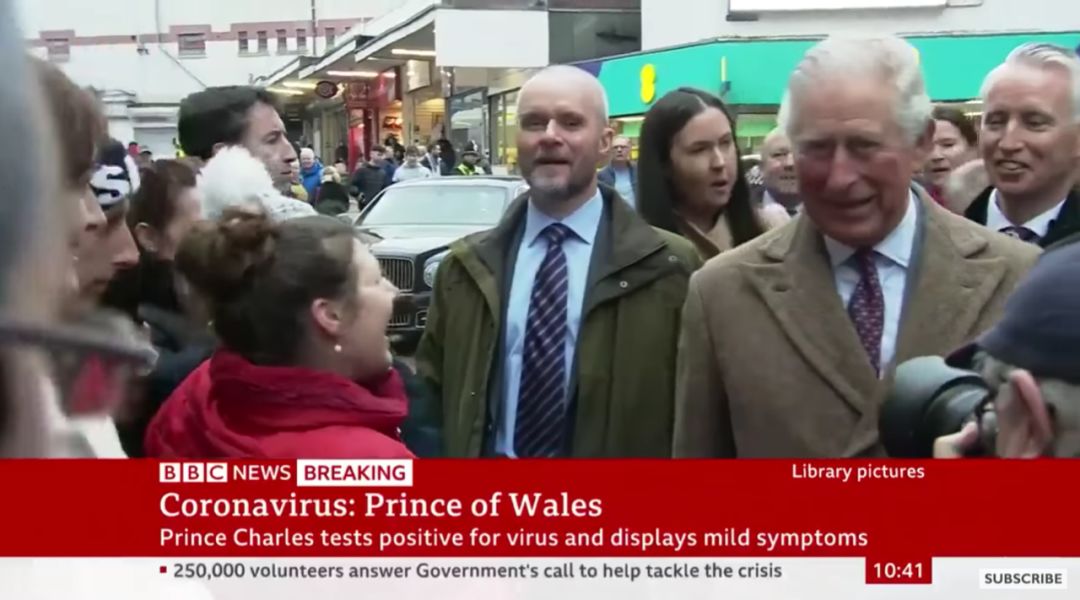 BBC NEWS BREAKING
Library pictures
Coronavirus: Prince of Wales
Prince Charles tests positive for virus and displays mild symptoms
250,000 volunteers answer Government's call to help tackle the crisis
10:41
SUBSCRIBE